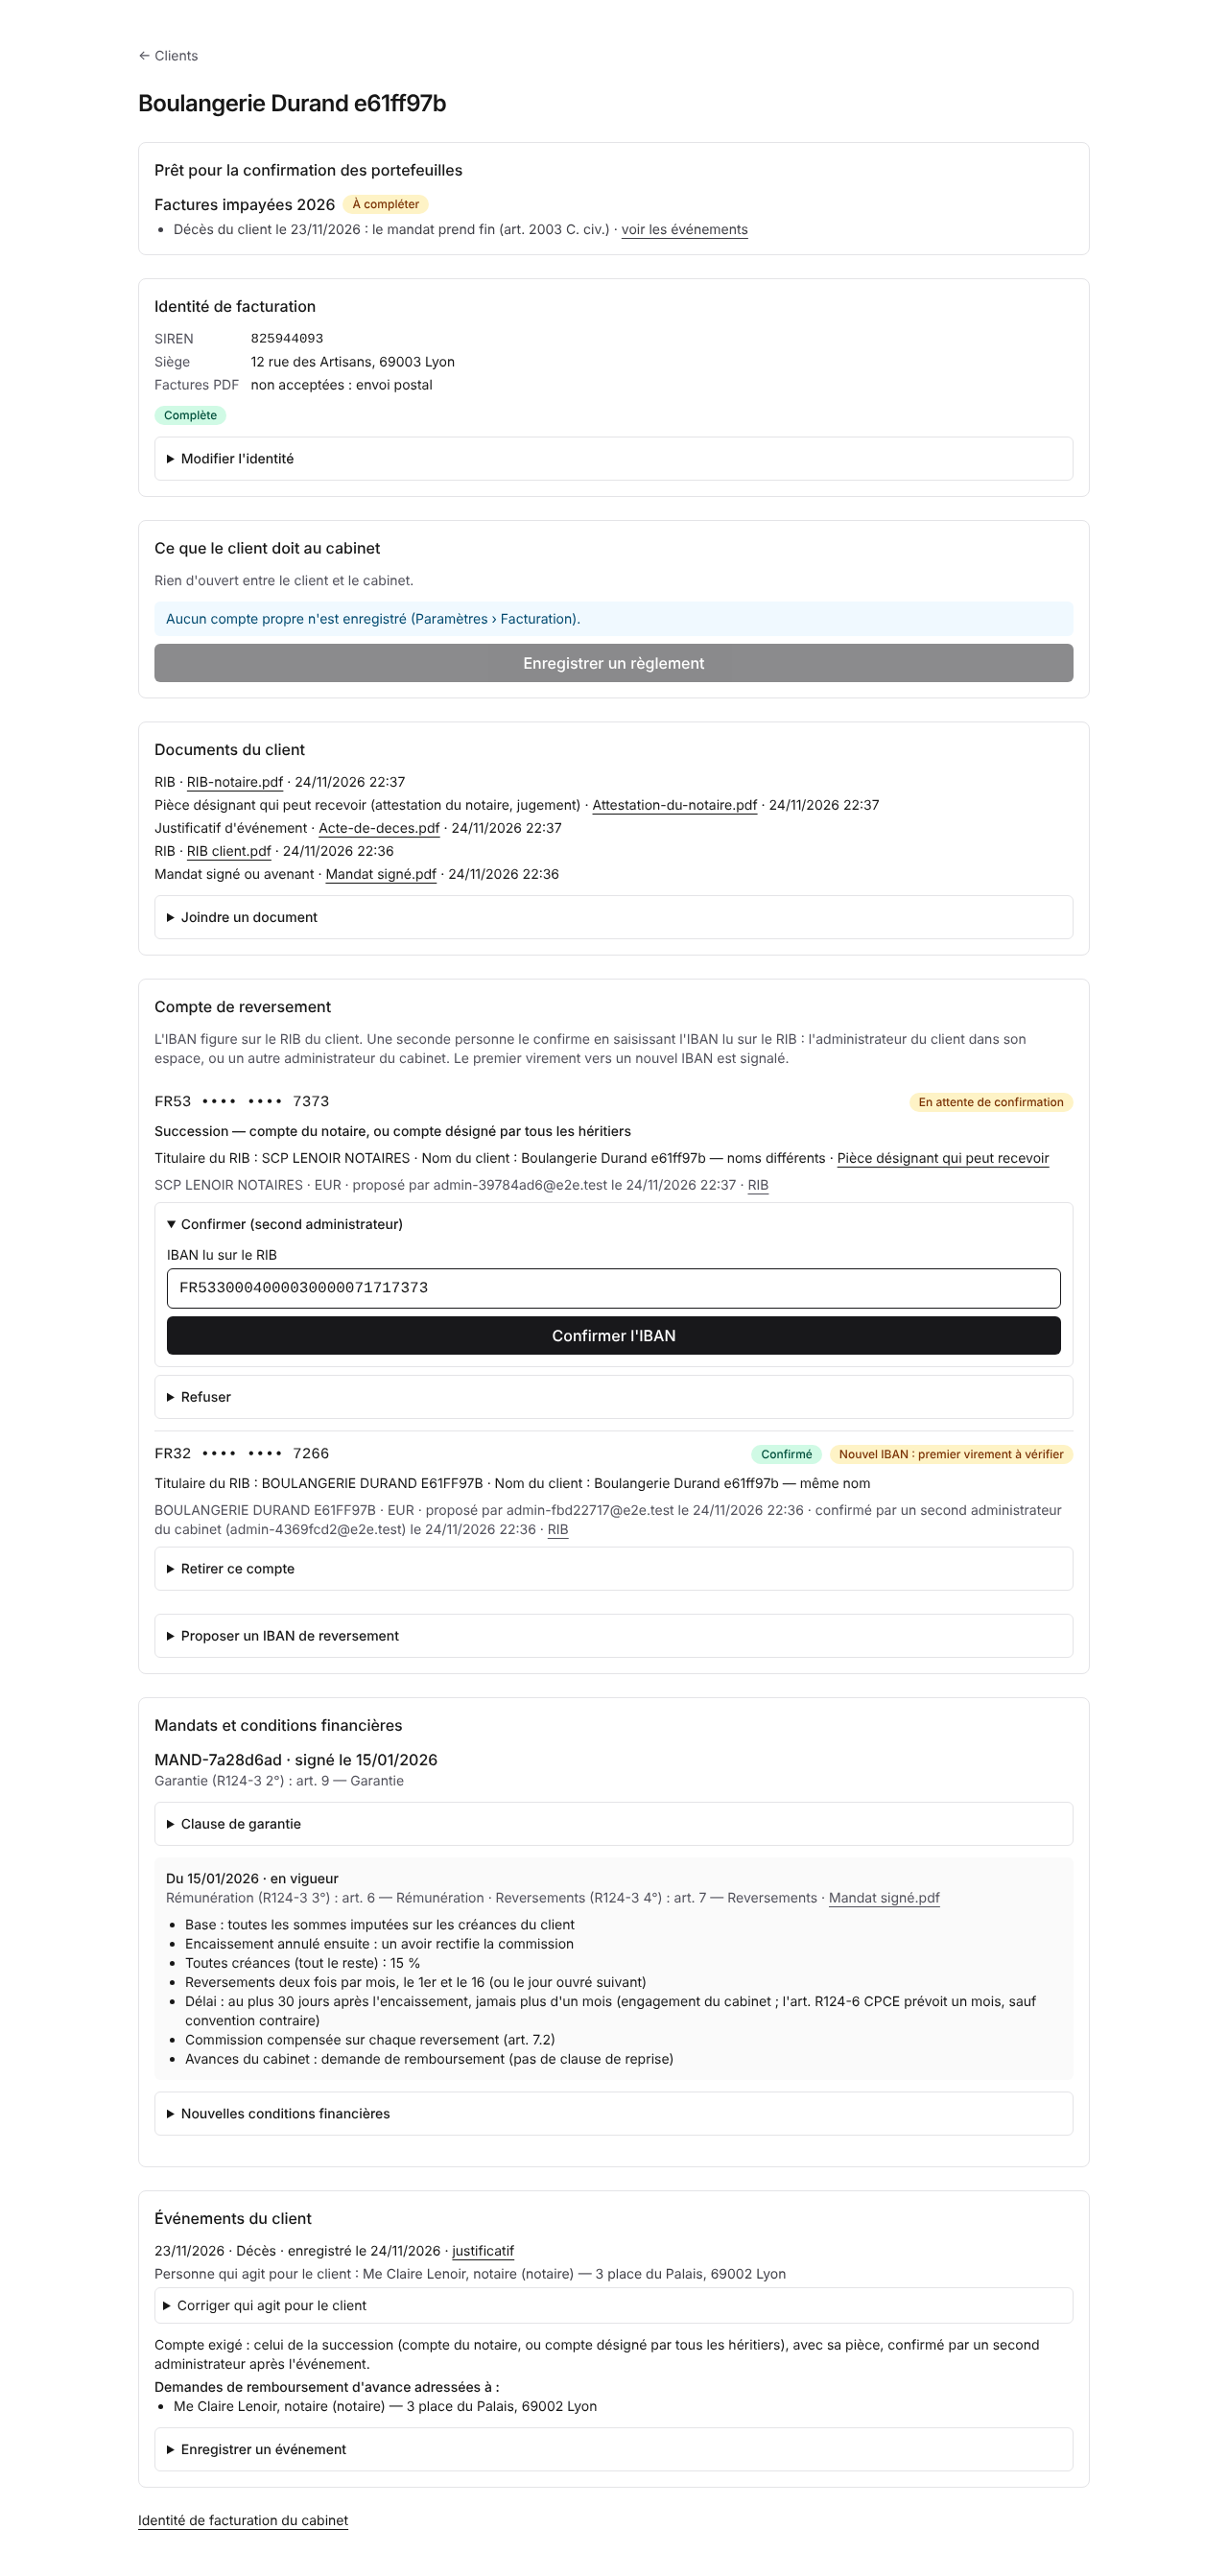 ← Clients
Boulangerie Durand e61ff97b
Prêt pour la confirmation des portefeuilles
Factures impayées 2026 À compléter
• Décès du client le 23/11/2026 : le mandat prend fin (art. 2003 C. civ.) · voir les événements
Identité de facturation
SIREN 825944093
Siège 12 rue des Artisans, 69003 Lyon
Factures PDF non acceptées : envoi postal
Complète
▶ Modifier l'identité
Ce que le client doit au cabinet
Rien d'ouvert entre le client et le cabinet.
Aucun compte propre n'est enregistré (Paramètres › Facturation).
Enregistrer un règlement
Documents du client
RIB · RIB-notaire.pdf · 24/11/2026 22:37
Pièce désignant qui peut recevoir (attestation du notaire, jugement) · Attestation-du-notaire.pdf · 24/11/2026 22:37
Justificatif d'événement · Acte-de-deces.pdf · 24/11/2026 22:37
RIB · RIB client.pdf · 24/11/2026 22:36
Mandat signé ou avenant · Mandat signé.pdf · 24/11/2026 22:36
▶ Joindre un document
Compte de reversement
L'IBAN figure sur le RIB du client. Une seconde personne le confirme en saisissant l'IBAN lu sur le RIB : l'administrateur du client dans son
espace, ou un autre administrateur du cabinet. Le premier virement vers un nouvel IBAN est signalé.
FR53 •••• •••• 7373 En attente de confirmation
Succession — compte du notaire, ou compte désigné par tous les héritiers
Titulaire du RIB : SCP LENOIR NOTAIRES · Nom du client : Boulangerie Durand e61ff97b — noms différents · Pièce désignant qui peut recevoir
SCP LENOIR NOTAIRES · EUR · proposé par admin-39784ad6@e2e.test le 24/11/2026 22:37 · RIB
▼ Confirmer (second administrateur)
IBAN lu sur le RIB
FR5330004000030000071717373
Confirmer l'IBAN
▶ Refuser
FR32 •••• •••• 7266 Confirmé Nouvel IBAN : premier virement à vérifier
Titulaire du RIB : BOULANGERIE DURAND E61FF97B · Nom du client : Boulangerie Durand e61ff97b — même nom
BOULANGERIE DURAND E61FF97B · EUR · proposé par admin-fbd22717@e2e.test le 24/11/2026 22:36 · confirmé par un second administrateur
du cabinet (admin-4369fcd2@e2e.test) le 24/11/2026 22:36 · RIB
▶ Retirer ce compte
▶ Proposer un IBAN de reversement
Mandats et conditions financières
MAND-7a28d6ad · signé le 15/01/2026
Garantie (R124-3 2°) : art. 9 — Garantie
▶ Clause de garantie
Du 15/01/2026 · en vigueur
Rémunération (R124-3 3°) : art. 6 — Rémunération · Reversements (R124-3 4°) : art. 7 — Reversements · Mandat signé.pdf
• Base : toutes les sommes imputées sur les créances du client
• Encaissement annulé ensuite : un avoir rectifie la commission
• Toutes créances (tout le reste) : 15 %
• Reversements deux fois par mois, le 1er et le 16 (ou le jour ouvré suivant)
• Délai : au plus 30 jours après l'encaissement, jamais plus d'un mois (engagement du cabinet ; l'art. R124-6 CPCE prévoit un mois, sauf
convention contraire)
• Commission compensée sur chaque reversement (art. 7.2)
• Avances du cabinet : demande de remboursement (pas de clause de reprise)
▶ Nouvelles conditions financières
Événements du client
23/11/2026 · Décès · enregistré le 24/11/2026 · justificatif
Personne qui agit pour le client : Me Claire Lenoir, notaire (notaire) — 3 place du Palais, 69002 Lyon
▶ Corriger qui agit pour le client
Compte exigé : celui de la succession (compte du notaire, ou compte désigné par tous les héritiers), avec sa pièce, confirmé par un second
administrateur après l'événement.
Demandes de remboursement d'avance adressées à :
• Me Claire Lenoir, notaire (notaire) — 3 place du Palais, 69002 Lyon
▶ Enregistrer un événement
Identité de facturation du cabinet